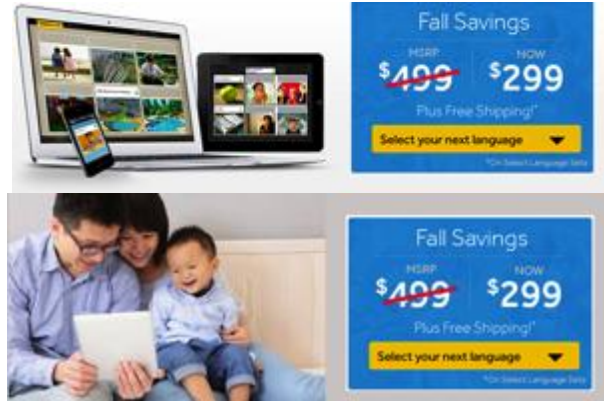 Fall Savings
MSRP NOW
$499 $299
Plus Free Shipping!*
Select your next language
*On Select Language Sets
Fall Savings
MSRP NOW
$499 $299
Plus Free Shipping!*
Select your next language
*On Select Language Sets